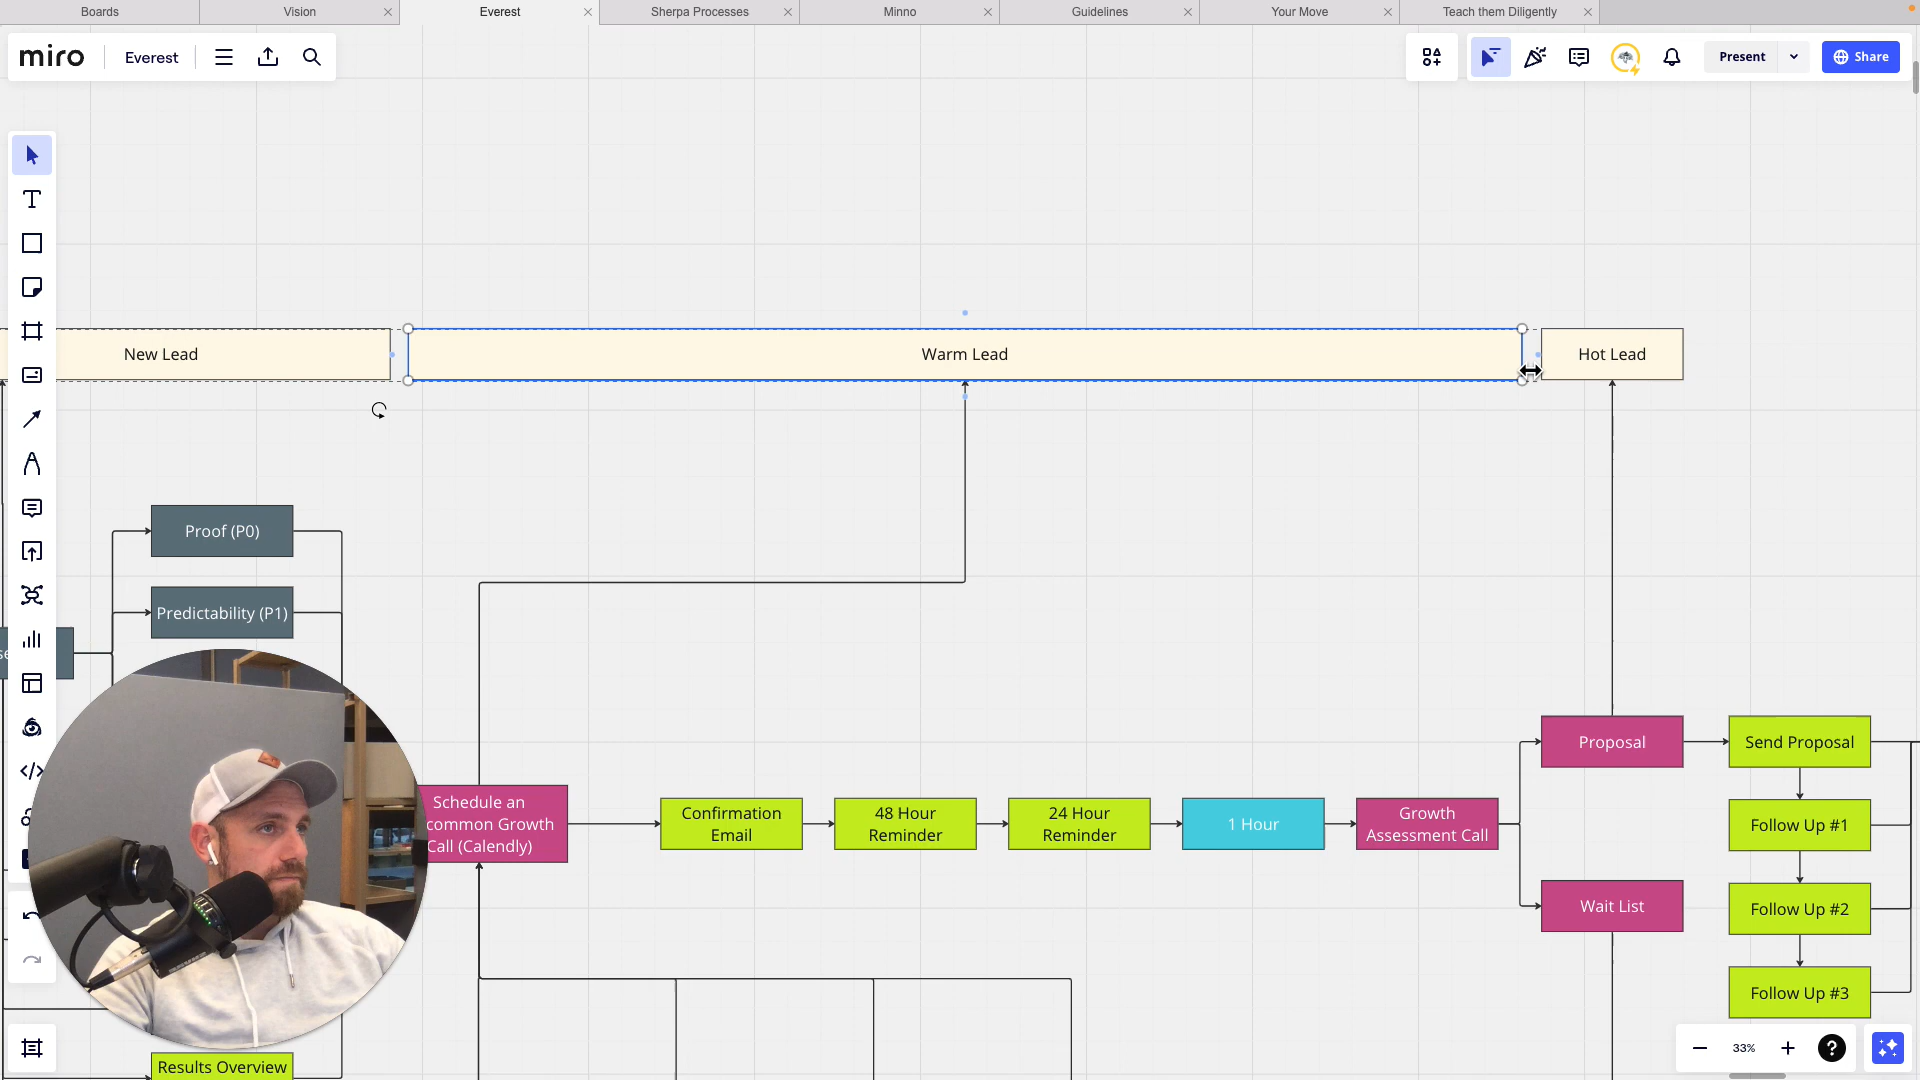 Boards
Vision
Everest
Sherpa Processes
Minno
Guidelines
Your Move
Teach them Diligently
miro
Everest
Present
Share
New Lead
Warm Lead
Hot Lead
Proof (P0)
Predictability (P1)
Schedule an
common Growth
Call (Calendly)
Confirmation
Email
48 Hour
Reminder
24 Hour
Reminder
1 Hour
Growth
Assessment Call
Proposal
Wait List
Send Proposal
Follow Up #1
Follow Up #2
Follow Up #3
Results Overview
33%